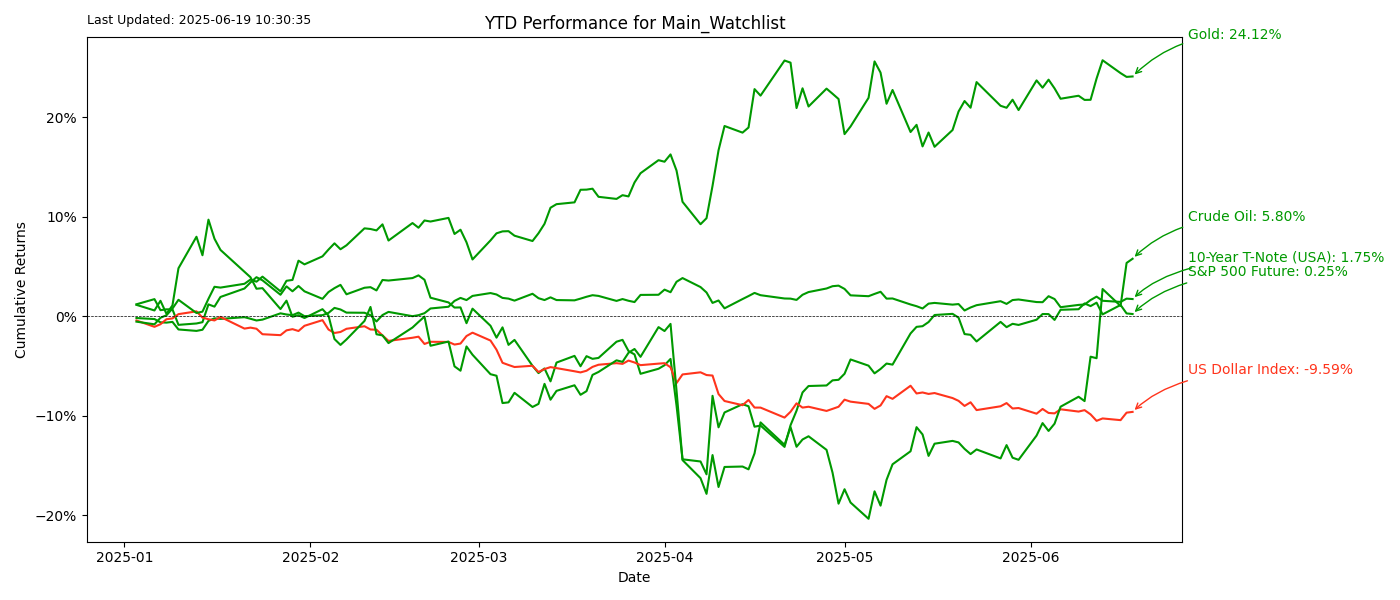 Last Updated: 2025-06-19 10:30:35
YTD Performance for Main_Watchlist
Gold: 24.12%
Crude Oil: 5.80%
10-Year T-Note (USA): 1.75%
S&P 500 Future: 0.25%
US Dollar Index: -9.59%
Cumulative Returns
20%
10%
0%
−10%
−20%
2025-01
2025-02
2025-03
2025-04
2025-05
2025-06
Date